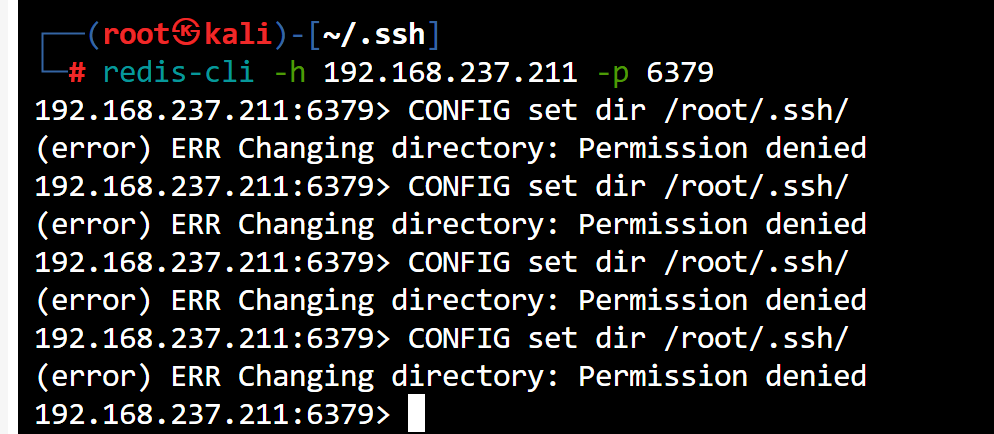 ┌──(root㉿kali)-[~/.ssh]
└─# redis-cli -h 192.168.237.211 -p 6379
192.168.237.211:6379> CONFIG set dir /root/.ssh/
(error) ERR Changing directory: Permission denied
192.168.237.211:6379> CONFIG set dir /root/.ssh/
(error) ERR Changing directory: Permission denied
192.168.237.211:6379> CONFIG set dir /root/.ssh/
(error) ERR Changing directory: Permission denied
192.168.237.211:6379> CONFIG set dir /root/.ssh/
(error) ERR Changing directory: Permission denied
192.168.237.211:6379>